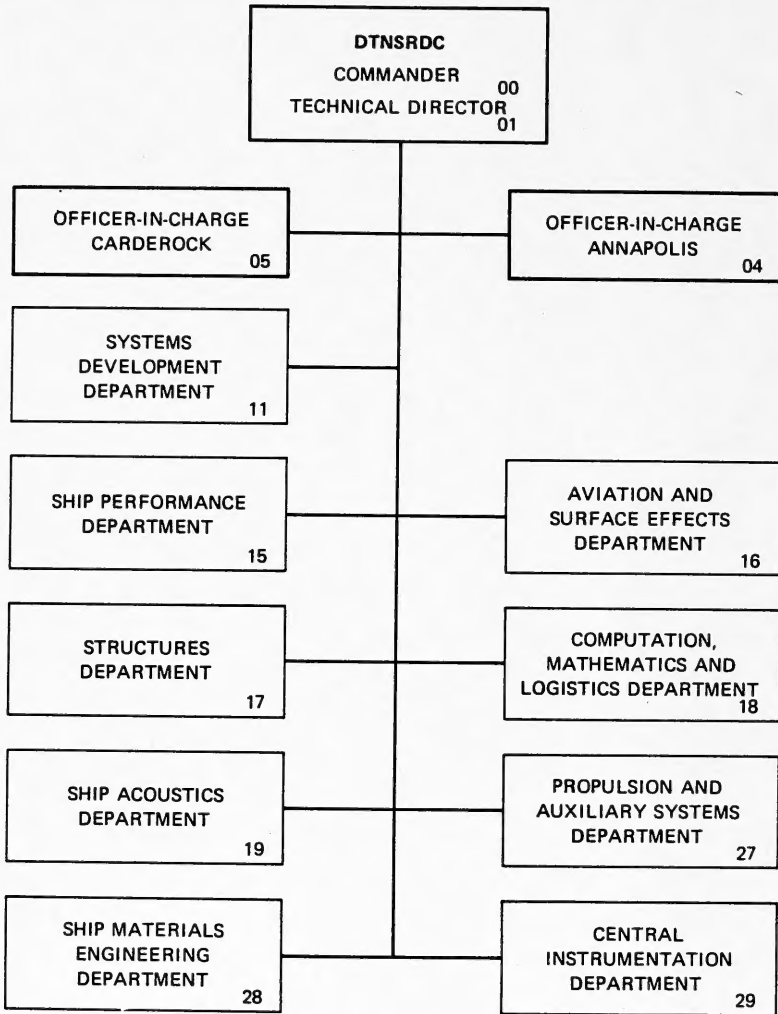 DTNSRDC
COMMANDER
00
TECHNICAL DIRECTOR
01
OFFICER-IN-CHARGE
CARDEROCK
05
OFFICER-IN-CHARGE
ANNAPOLIS
04
SYSTEMS
DEVELOPMENT
DEPARTMENT
11
SHIP PERFORMANCE
DEPARTMENT
15
AVIATION AND
SURFACE EFFECTS
DEPARTMENT
16
STRUCTURES
DEPARTMENT
17
COMPUTATION,
MATHEMATICS AND
LOGISTICS DEPARTMENT
18
SHIP ACOUSTICS
DEPARTMENT
19
PROPULSION AND
AUXILIARY SYSTEMS
DEPARTMENT
27
SHIP MATERIALS
ENGINEERING
DEPARTMENT
28
CENTRAL
INSTRUMENTATION
DEPARTMENT
29